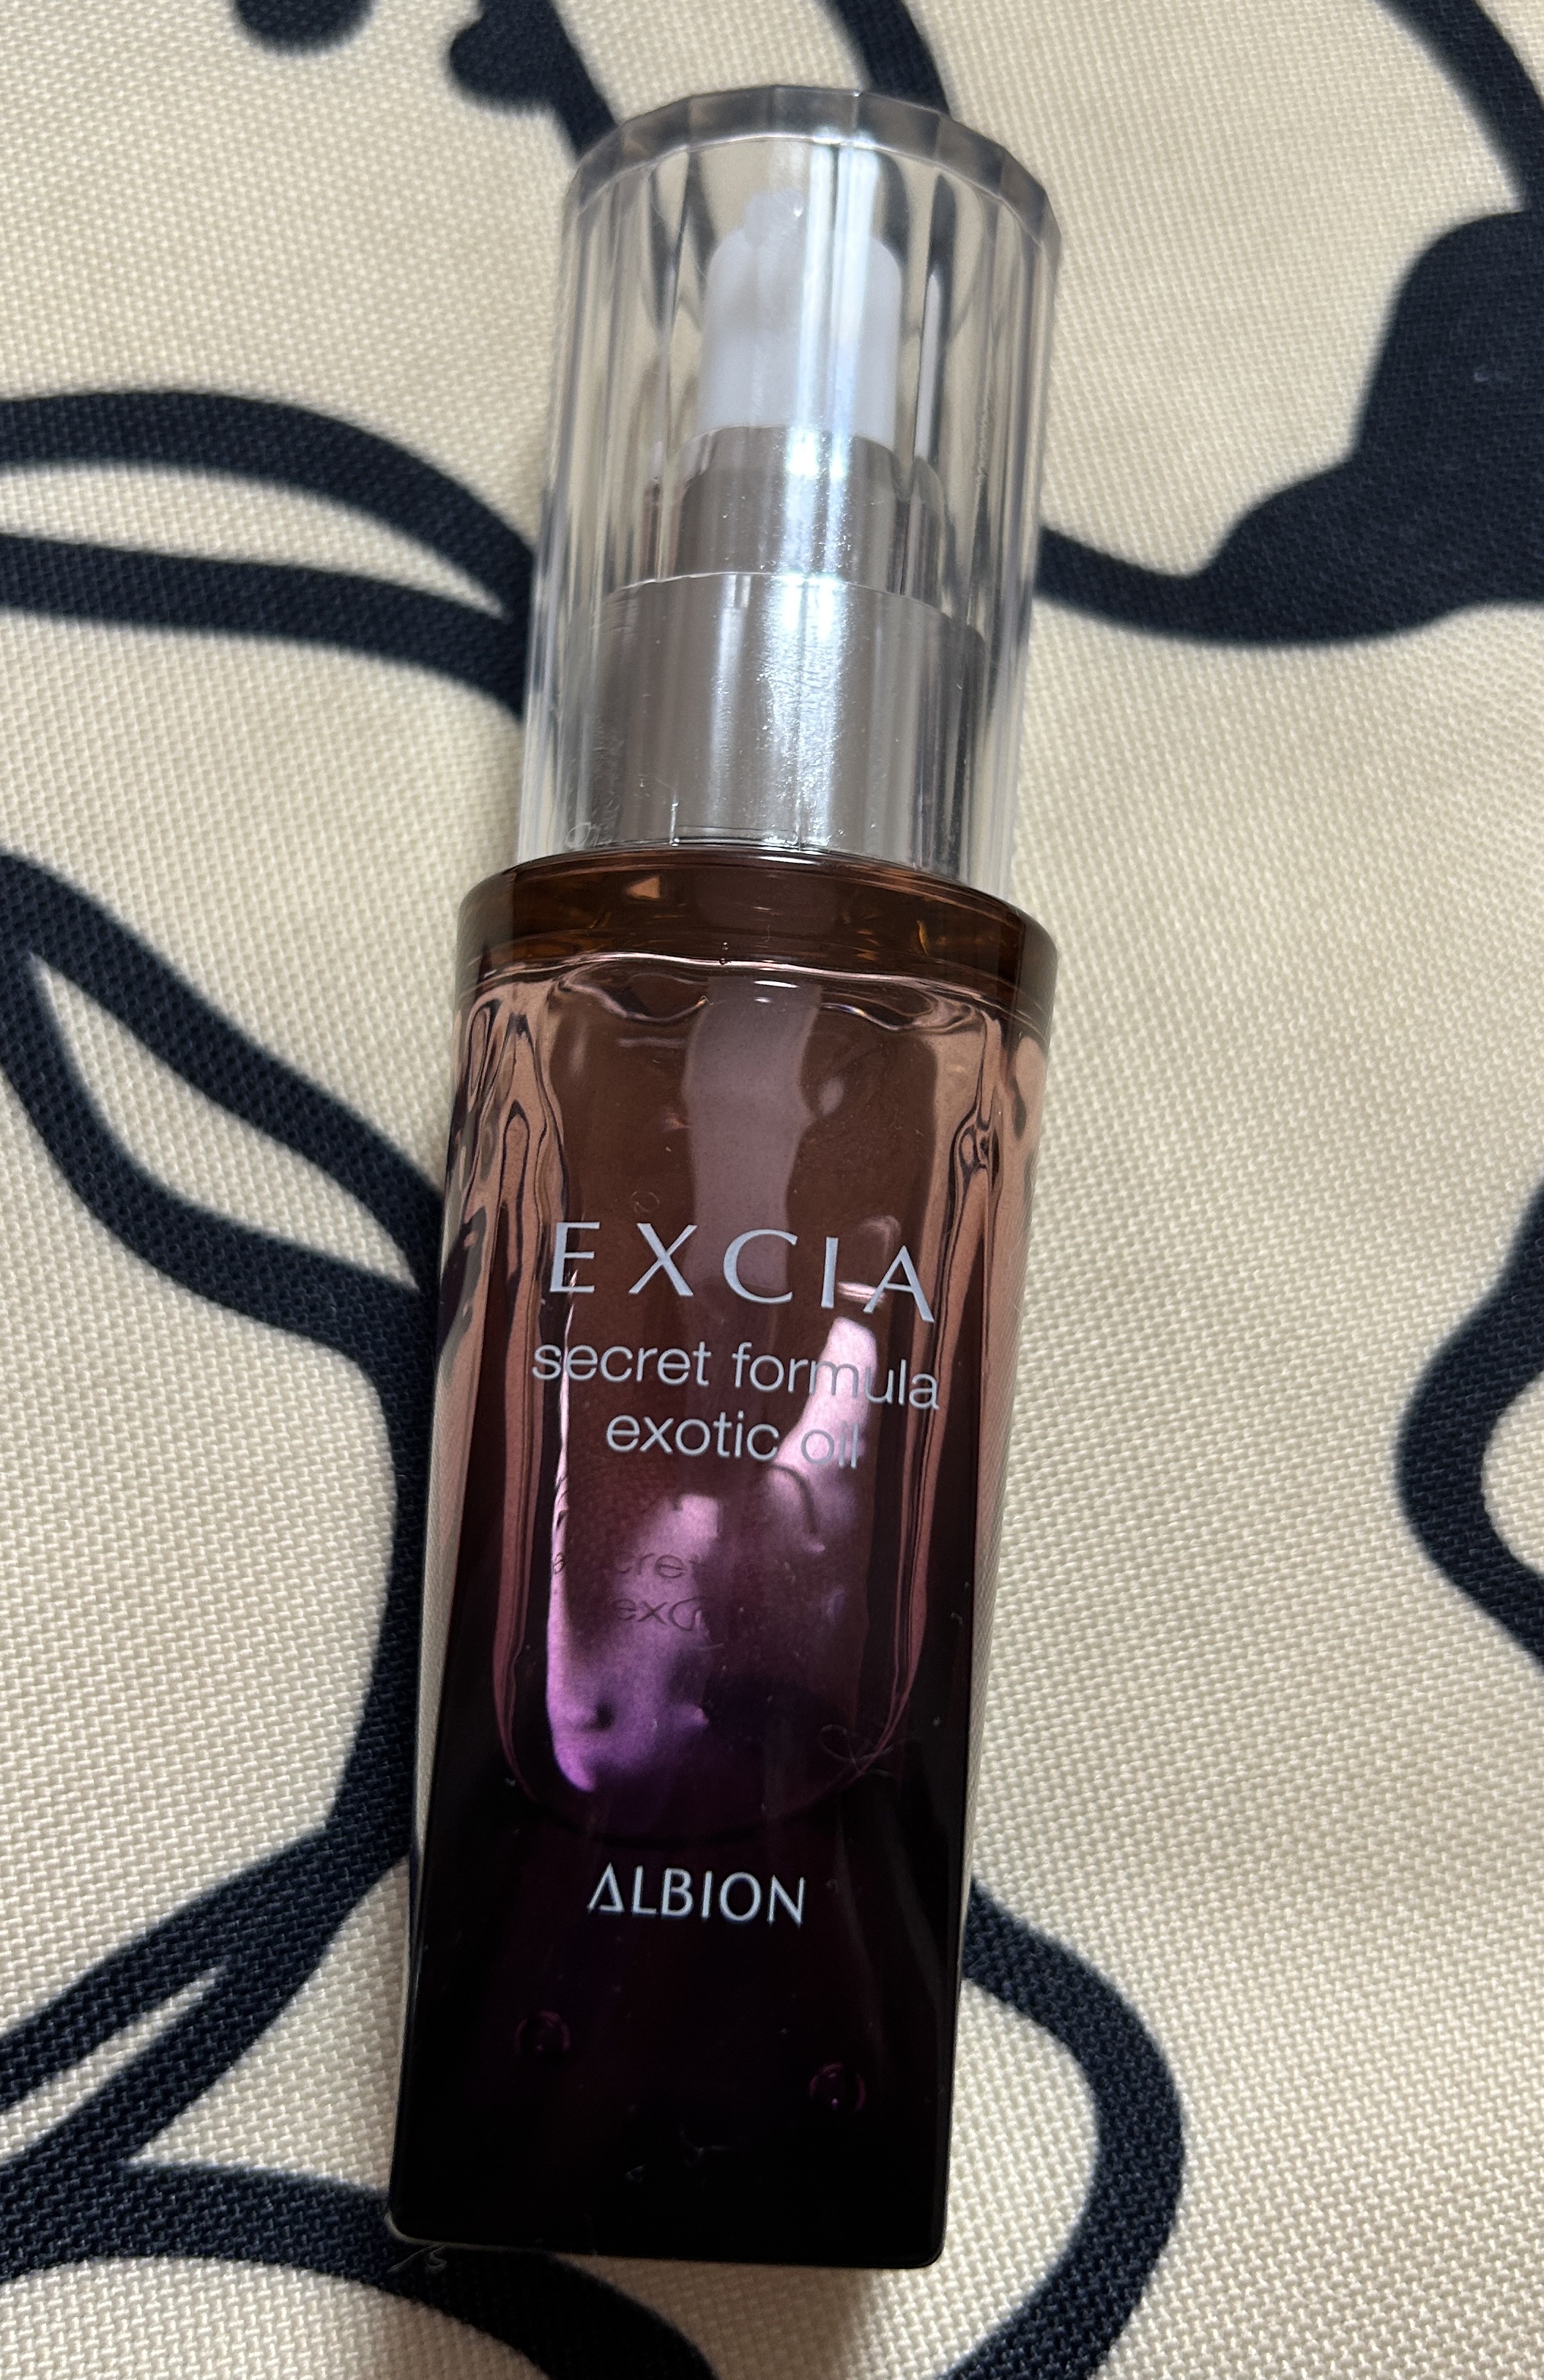 EXCIA
secret formula
exotic oil
ALBION